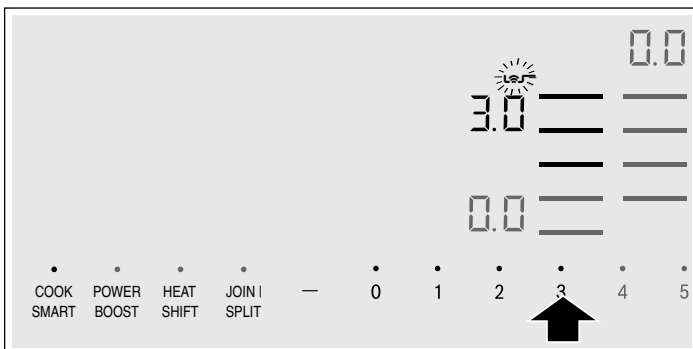 0.0
3.0
0.0
COOK SMART
POWER BOOST
HEAT SHIFT
JOIN | SPLIT
— 0 1 2 3 4 5